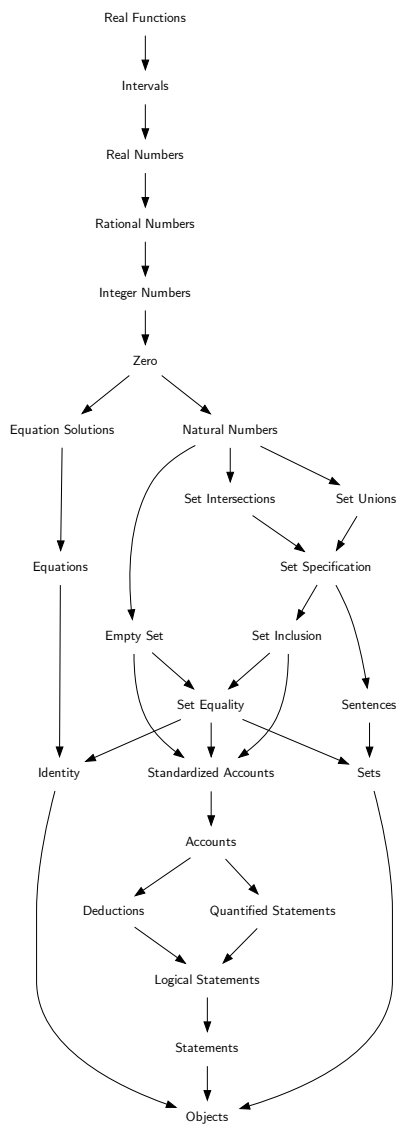 Real Functions
Intervals
Real Numbers
Rational Numbers
Integer Numbers
Zero
Equation Solutions
Natural Numbers
Set Intersections
Set Unions
Equations
Set Specification
Empty Set
Set Inclusion
Set Equality
Sentences
Identity
Standardized Accounts
Sets
Accounts
Deductions
Quantified Statements
Logical Statements
Statements
Objects